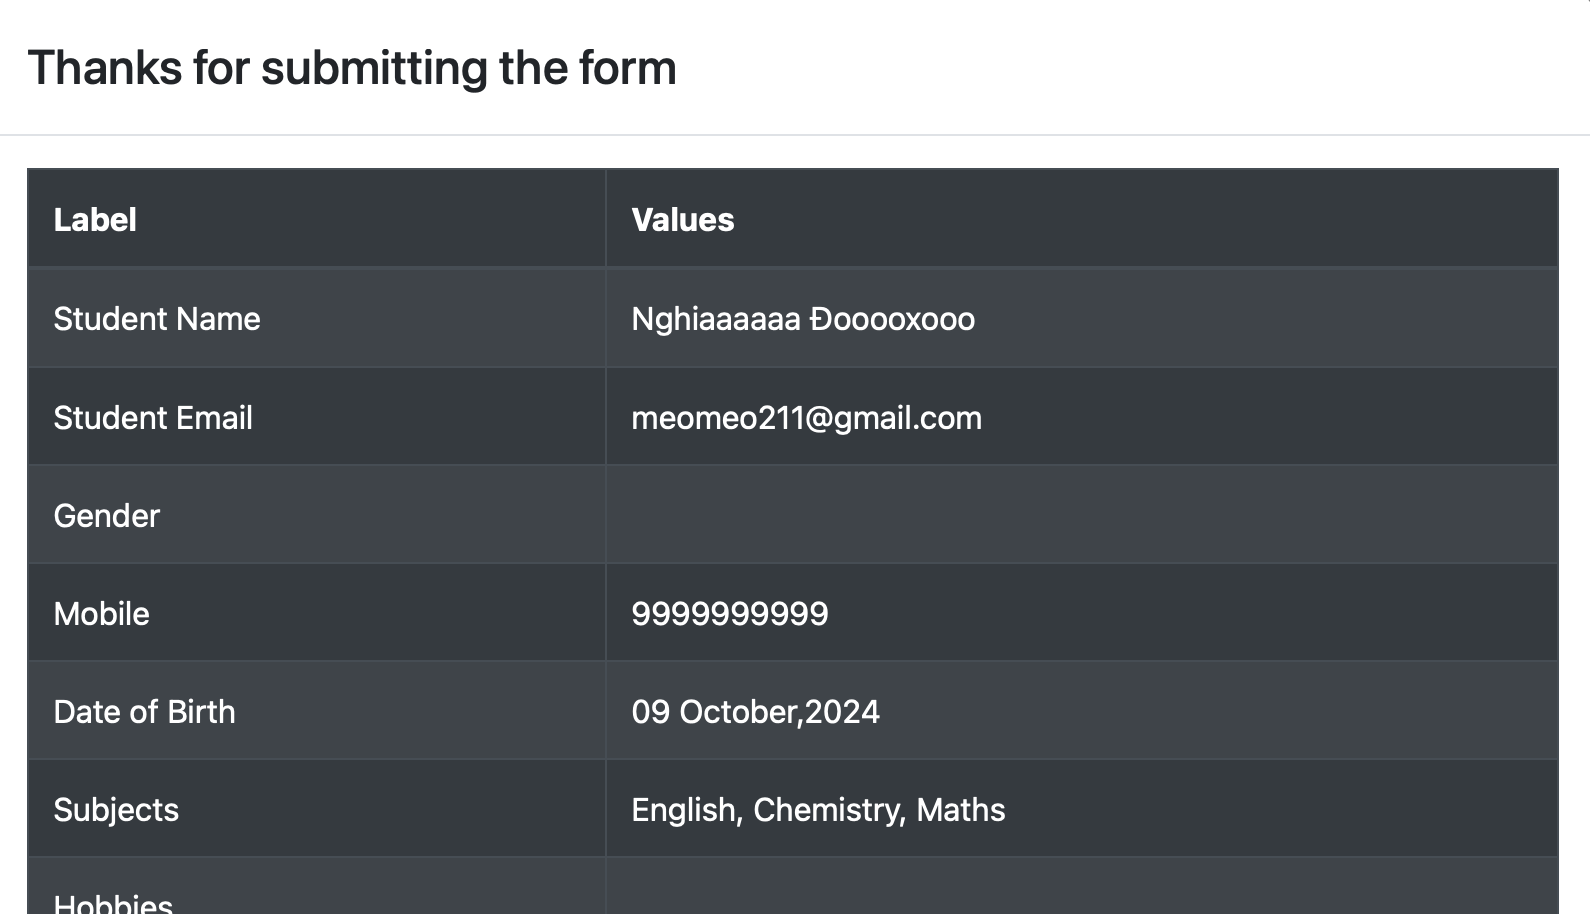 Thanks for submitting the form
Label Values
Student Name Nghiaaaaaa Đooooxooo
Student Email meomeo211@gmail.com
Gender
Mobile 9999999999
Date of Birth 09 October,2024
Subjects English, Chemistry, Maths
Hobbies